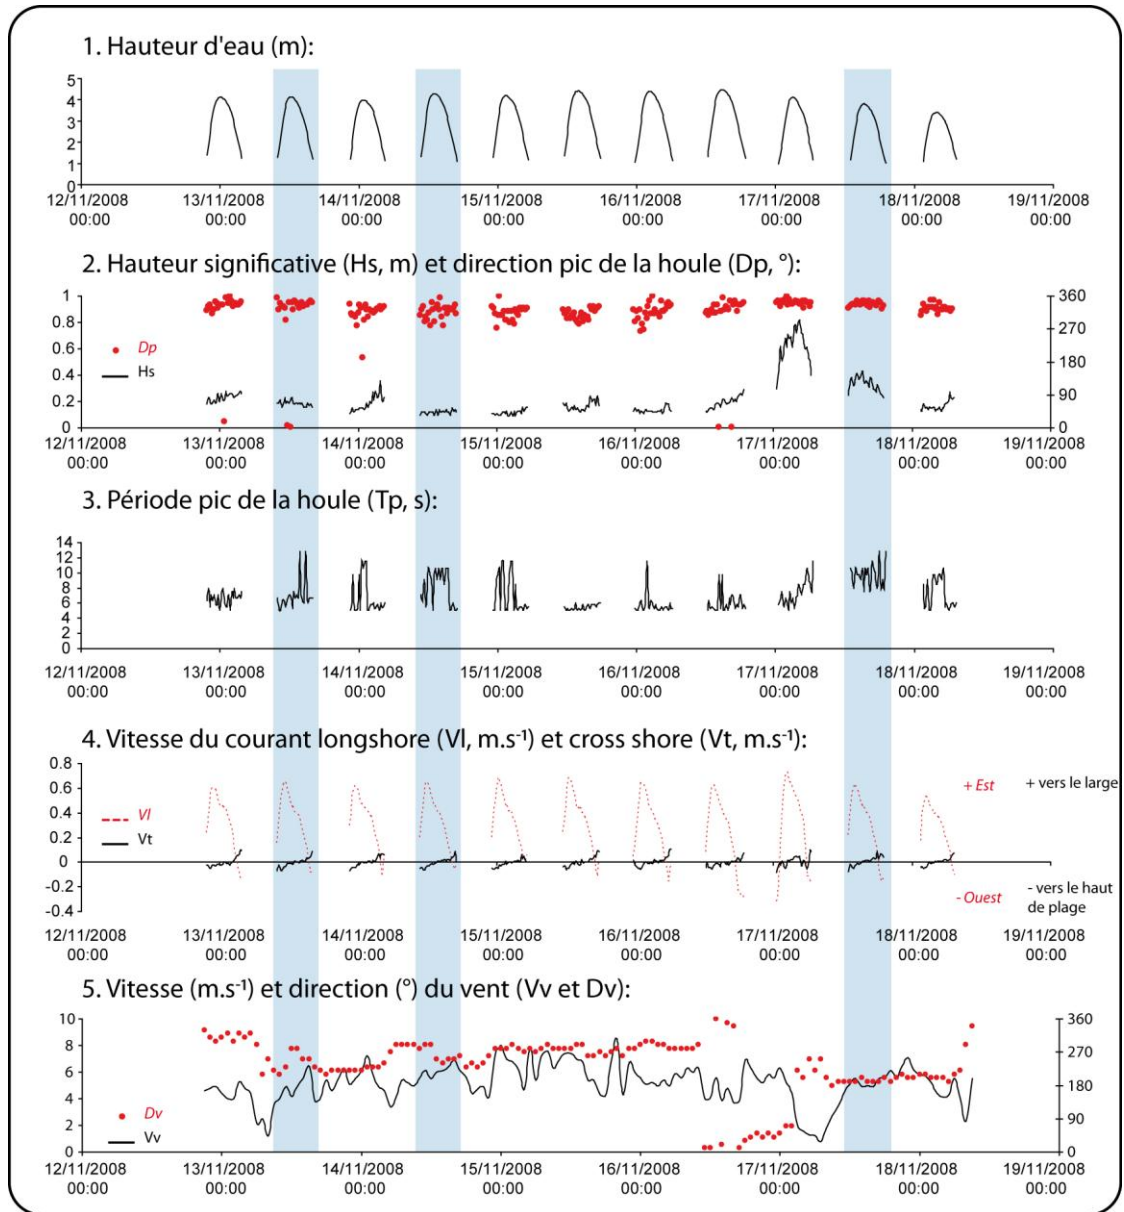 1. Hauteur d'eau (m):
5
4
3
2
1
0
12/11/2008 13/11/2008 14/11/2008 15/11/2008 16/11/2008 17/11/2008 18/11/2008 19/11/2008
00:00 00:00 00:00 00:00 00:00 00:00 00:00 00:00
2. Hauteur significative (Hs, m) et direction pic de la houle (Dp, °):
1 360
0.8 270
0.6 180
0.4 90
0.2 0
0
Dp
Hs
12/11/2008 13/11/2008 14/11/2008 15/11/2008 16/11/2008 17/11/2008 18/11/2008 19/11/2008
00:00 00:00 00:00 00:00 00:00 00:00 00:00 00:00
3. Période pic de la houle (Tp, s):
14
12
10
8
6
4
2
0
12/11/2008 13/11/2008 14/11/2008 15/11/2008 16/11/2008 17/11/2008 18/11/2008 19/11/2008
00:00 00:00 00:00 00:00 00:00 00:00 00:00 00:00
4. Vitesse du courant longshore (Vl, m.s⁻¹) et cross shore (Vt, m.s⁻¹):
0.8
0.6
0.4
0.2
0
-0.2
-0.4
Vl
Vt
+ Est + vers le large
- Ouest - vers le haut
de plage
12/11/2008 13/11/2008 14/11/2008 15/11/2008 16/11/2008 17/11/2008 18/11/2008 19/11/2008
00:00 00:00 00:00 00:00 00:00 00:00 00:00 00:00
5. Vitesse (m.s⁻¹) et direction (°) du vent (Vv et Dv):
10 360
8 270
6 180
4 90
2 0
0
Dv
Vv
12/11/2008 13/11/2008 14/11/2008 15/11/2008 16/11/2008 17/11/2008 18/11/2008 19/11/2008
00:00 00:00 00:00 00:00 00:00 00:00 00:00 00:00